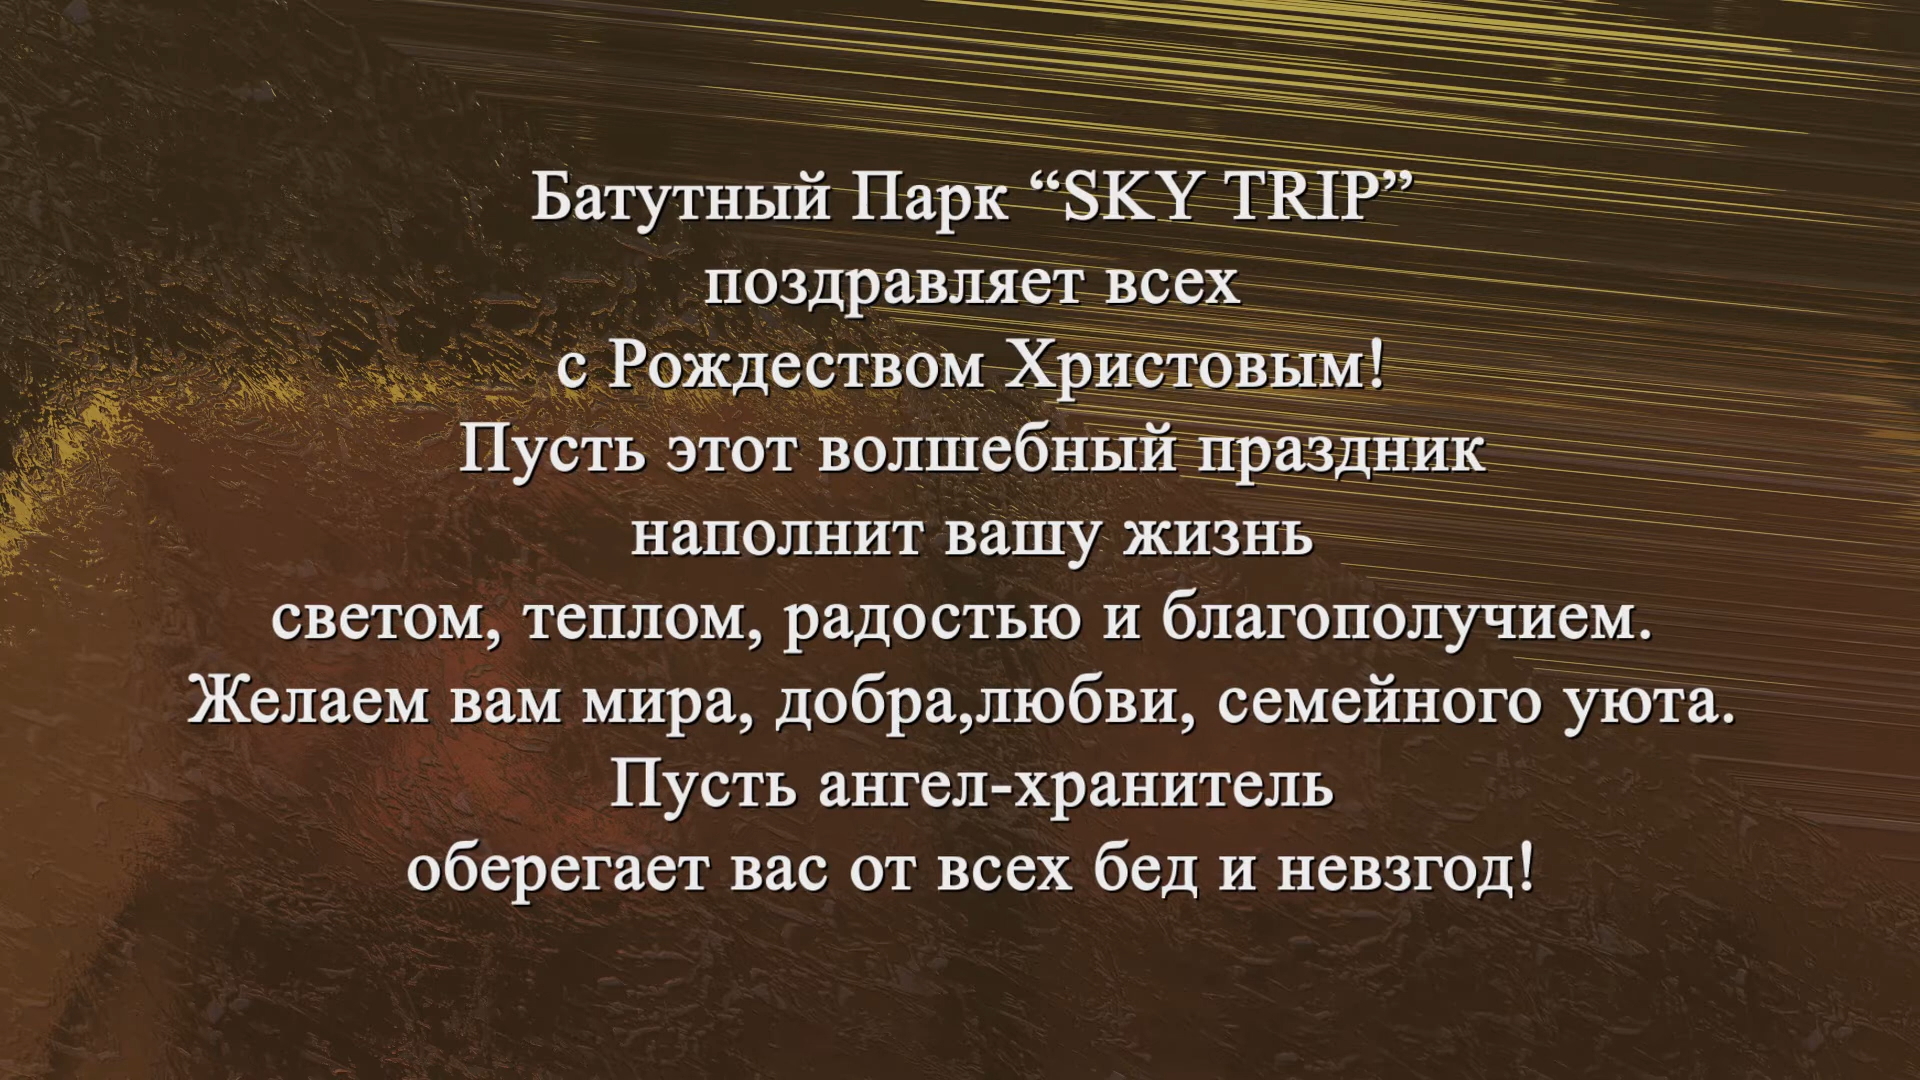 Батутный Парк “SKY TRIP”
поздравляет всех
с Рождеством Христовым!
Пусть этот волшебный праздник
наполнит вашу жизнь
светом, теплом, радостью и благополучием.
Желаем вам мира, добра,любви, семейного уюта.
Пусть ангел-хранитель
оберегает вас от всех бед и невзгод!